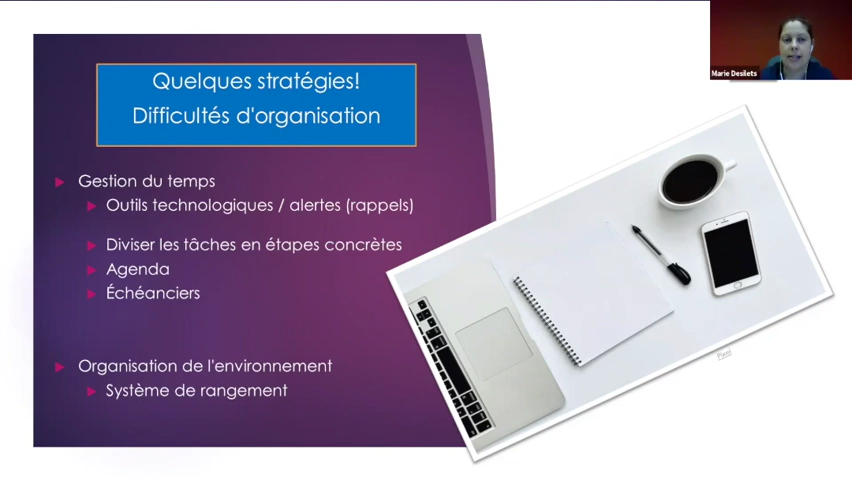 Marie Desilets
Quelques stratégies!
Difficultés d'organisation
Gestion du temps
Outils technologiques / alertes (rappels)
Diviser les tâches en étapes concrètes
Agenda
Échéanciers
Organisation de l'environnement
Système de rangement